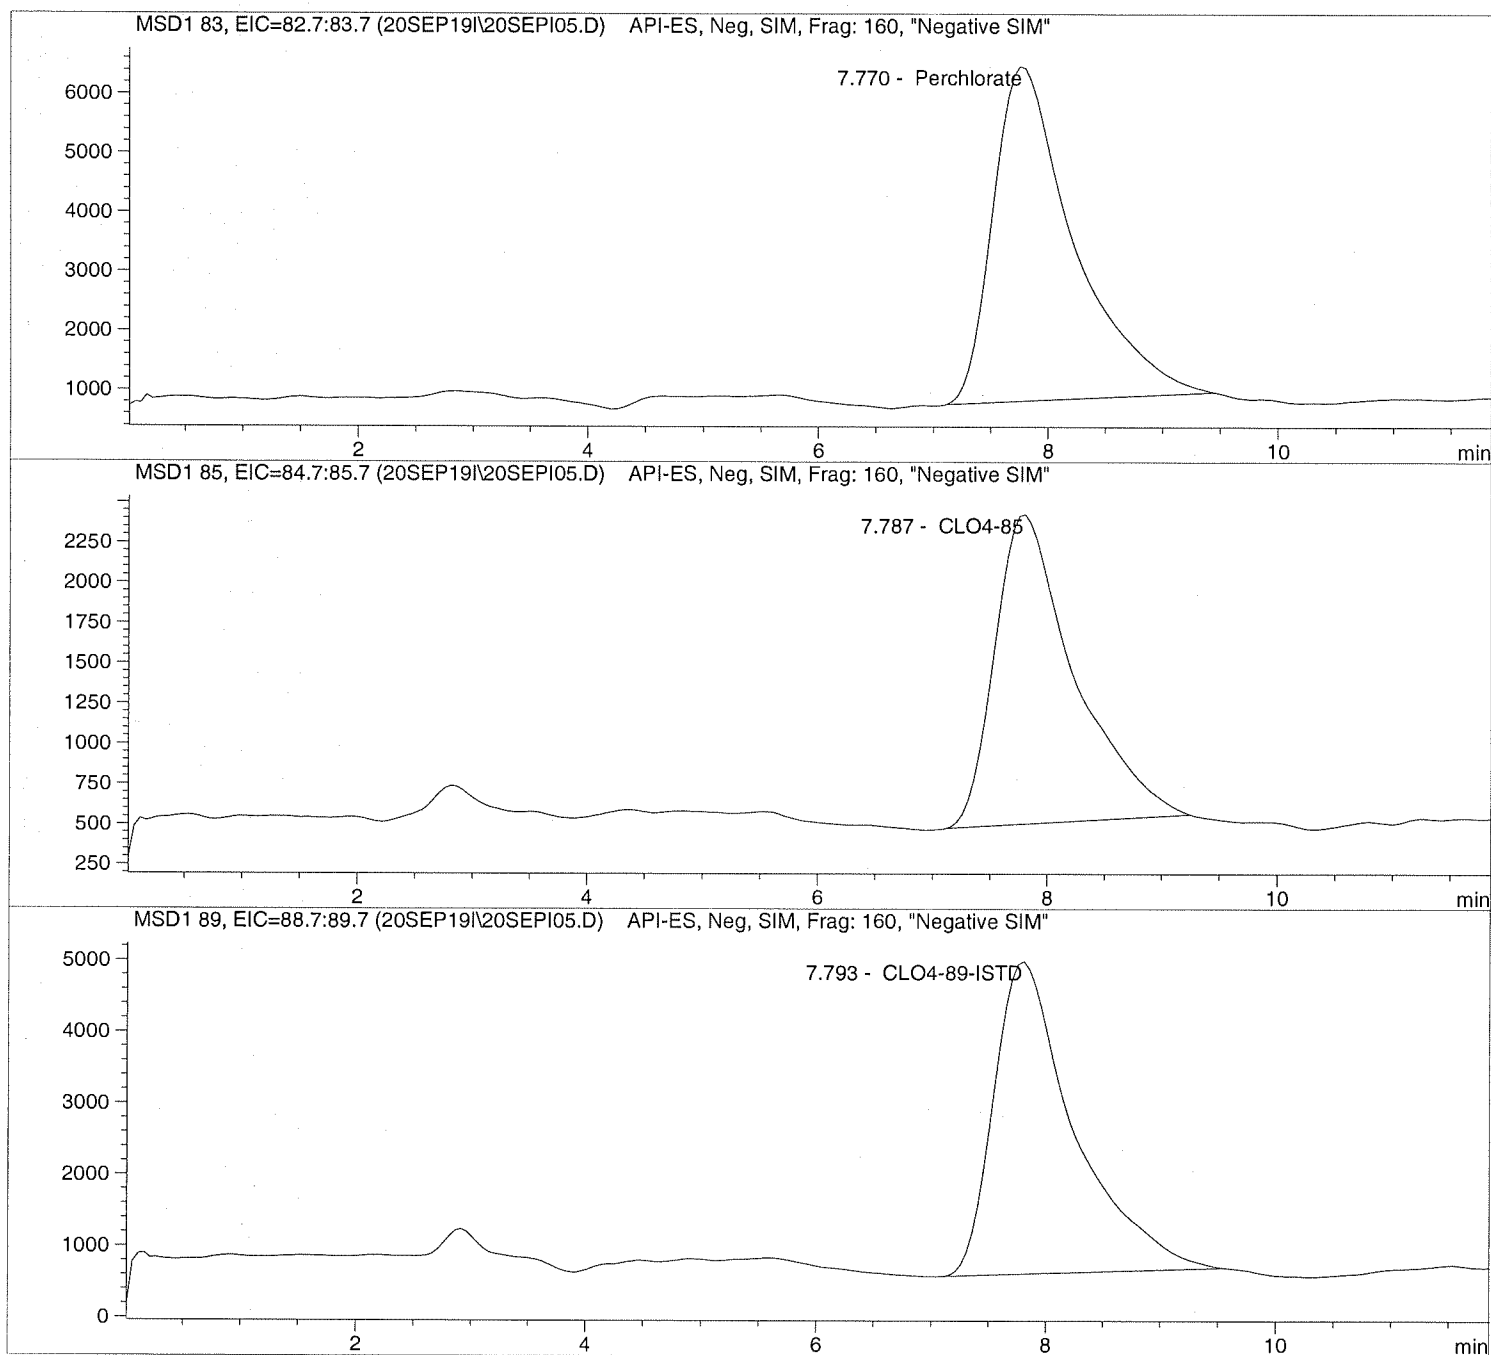 MSD1 83, EIC=82.7:83.7 (20SEP19I\20SEPI05.D) API-ES, Neg, SIM, Frag: 160, "Negative SIM"
7.770 - Perchlorate
6000
5000
4000
3000
2000
1000
2 4 6 8 10 min
MSD1 85, EIC=84.7:85.7 (20SEP19I\20SEPI05.D) API-ES, Neg, SIM, Frag: 160, "Negative SIM"
7.787 - CLO4-85
2250
2000
1750
1500
1250
1000
750
500
250
2 4 6 8 10 min
MSD1 89, EIC=88.7:89.7 (20SEP19I\20SEPI05.D) API-ES, Neg, SIM, Frag: 160, "Negative SIM"
7.793 - CLO4-89-ISTD
5000
4000
3000
2000
1000
0
2 4 6 8 10 min